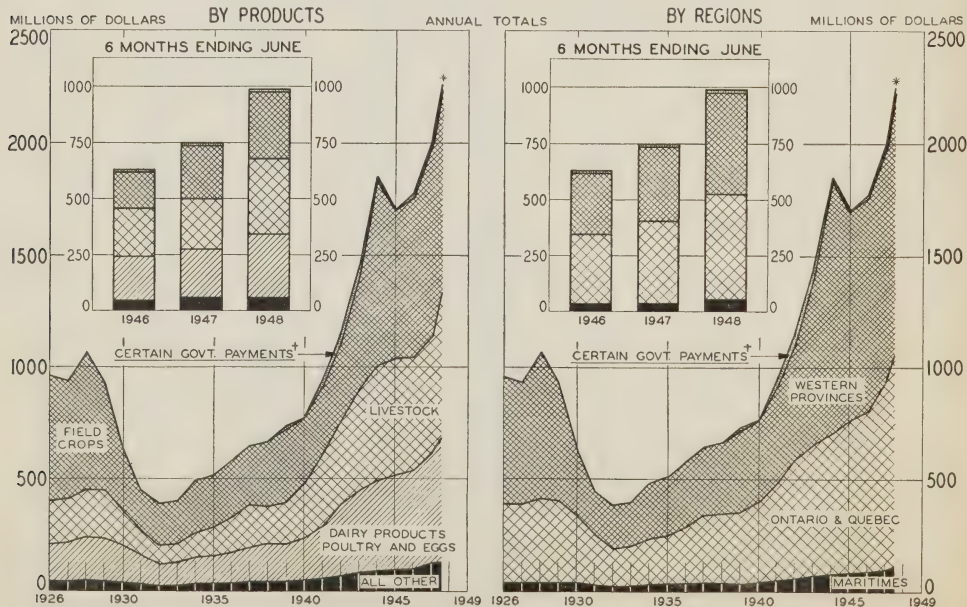 BY PRODUCTS
ANNUAL TOTALS
BY REGIONS
MILLIONS OF DOLLARS
MILLIONS OF DOLLARS
2500
2000
1500
1000
500
0
6 MONTHS ENDING JUNE
1000
750
500
250
0
1000
750
500
250
0
1946
1947
1948
*
CERTAIN GOVT. PAYMENTS†
FIELD
CROPS
LIVESTOCK
DAIRY PRODUCTS
POULTRY AND EGGS
ALL OTHER
1926
1930
1935
1940
1945
1949
6 MONTHS ENDING JUNE
1000
750
500
250
0
1000
750
500
250
0
1946
1947
1948
*
CERTAIN GOVT. PAYMENTS†
WESTERN
PROVINCES
ONTARIO & QUEBEC
MARITIMES
2500
2000
1500
1000
500
0
1926
1930
1935
1940
1945
1949